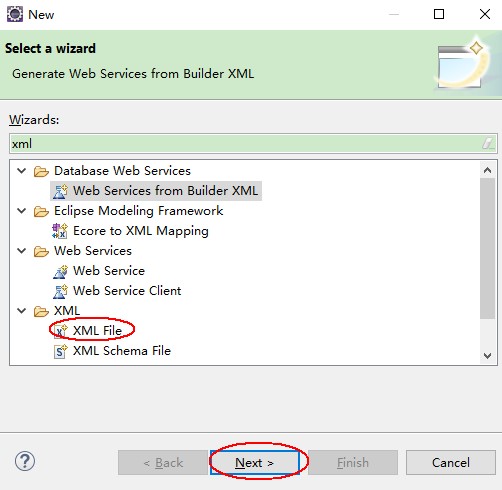 New
Select a wizard
Generate Web Services from Builder XML
Wizards:
xml
Database Web Services
Web Services from Builder XML
Eclipse Modeling Framework
Ecore to XML Mapping
Web Services
Web Service
Web Service Client
XML
XML File
XML Schema File
? < Back Next > Finish Cancel